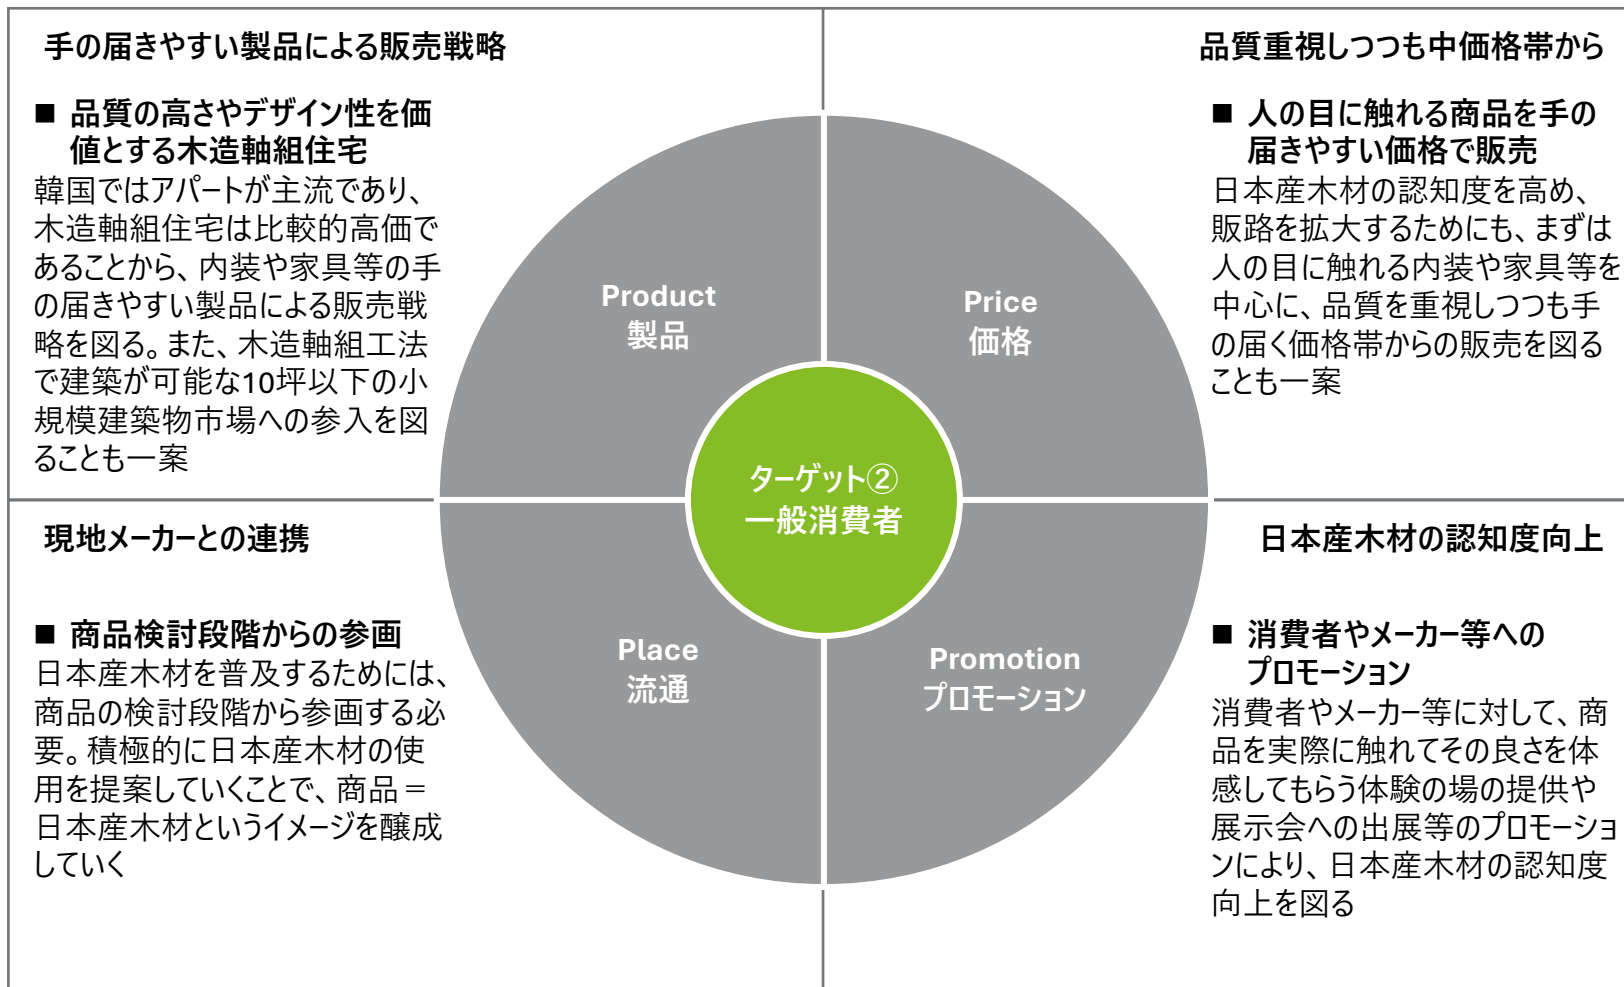 手の届きやすい製品による販売戦略
■ 品質の高さやデザイン性を価
値とする木造軸組住宅
韓国ではアパートが主流であり、
木造軸組住宅は比較的高価で
あることから、内装や家具等の手
の届きやすい製品による販売戦
略を図る。また、木造軸組工法
で建築が可能な10坪以下の小
規模建築物市場への参入を図
ることも一案
品質重視しつつも中価格帯から
■ 人の目に触れる商品を手の
届きやすい価格で販売
日本産木材の認知度を高め、
販路を拡大するためにも、まずは
人の目に触れる内装や家具等を
中心に、品質を重視しつつも手
の届く価格帯からの販売を図る
ことも一案
Product
製品
Price
価格
ターゲット②
一般消費者
現地メーカーとの連携
■ 商品検討段階からの参画
日本産木材を普及するためには、
商品の検討段階から参画する必
要。積極的に日本産木材の使
用を提案していくことで、商品＝
日本産木材というイメージを醸成
していく
Place
流通
Promotion
プロモーション
日本産木材の認知度向上
■ 消費者やメーカー等への
プロモーション
消費者やメーカー等に対して、商
品を実際に触れてその良さを体
感してもらう体験の場の提供や
展示会への出展等のプロモーショ
ンにより、日本産木材の認知度
向上を図る